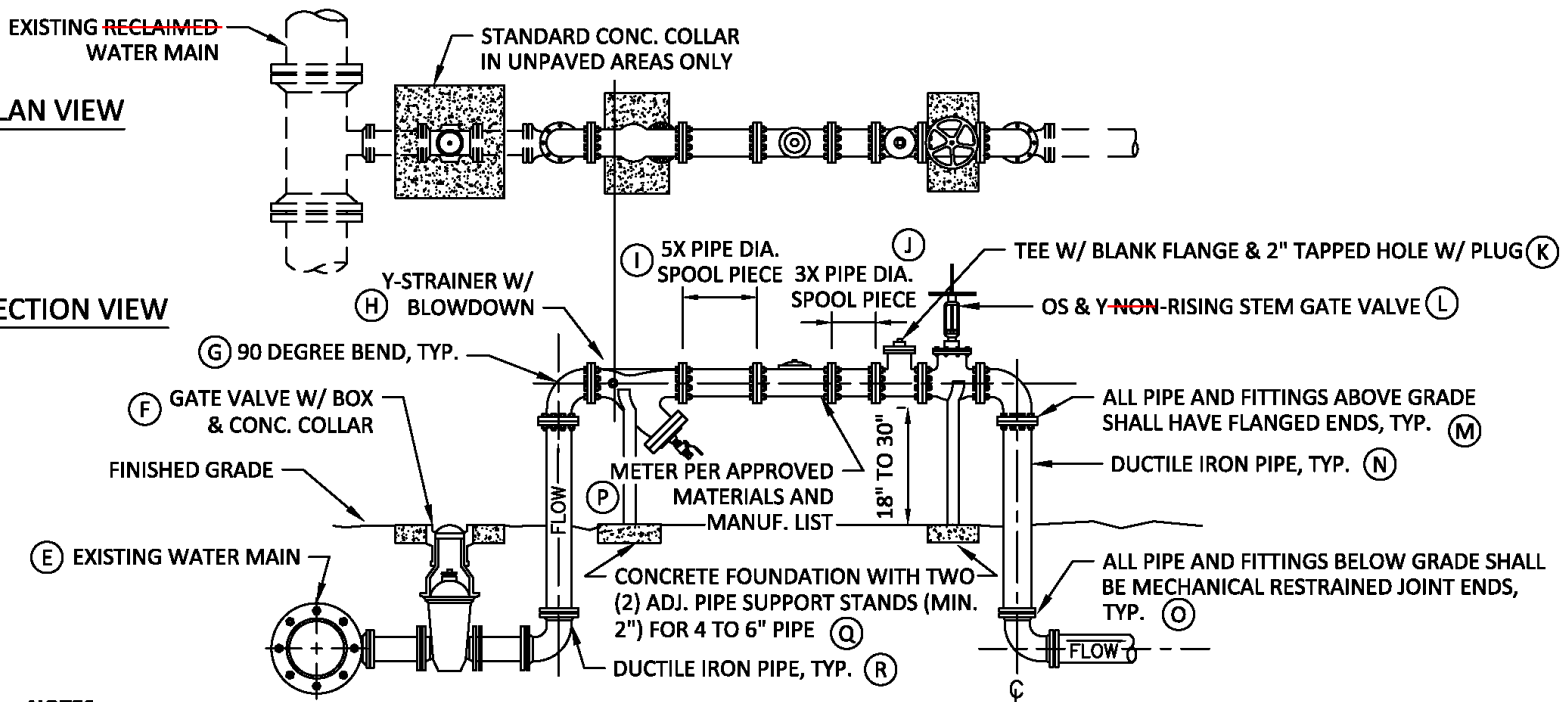 EXISTING RECLAIMED
WATER MAIN
STANDARD CONC. COLLAR
IN UNPAVED AREAS ONLY
LAN VIEW
ECTION VIEW
Y-STRAINER W/
BLOWDOWN
H
I
5X PIPE DIA.
SPOOL PIECE
3X PIPE DIA.
SPOOL PIECE
J
TEE W/ BLANK FLANGE & 2" TAPPED HOLE W/ PLUG K
OS & Y NON-RISING STEM GATE VALVE L
G 90 DEGREE BEND, TYP.
F GATE VALVE W/ BOX
& CONC. COLLAR
ALL PIPE AND FITTINGS ABOVE GRADE
SHALL HAVE FLANGED ENDS, TYP. M
FINISHED GRADE
FLOW
P
METER PER APPROVED
MATERIALS AND
MANUF. LIST
18" TO 30"
DUCTILE IRON PIPE, TYP. N
E EXISTING WATER MAIN
CONCRETE FOUNDATION WITH TWO
(2) ADJ. PIPE SUPPORT STANDS (MIN.
2") FOR 4 TO 6" PIPE Q
DUCTILE IRON PIPE, TYP. R
ALL PIPE AND FITTINGS BELOW GRADE SHALL
BE MECHANICAL RESTRAINED JOINT ENDS,
TYP. O
FLOW
℄